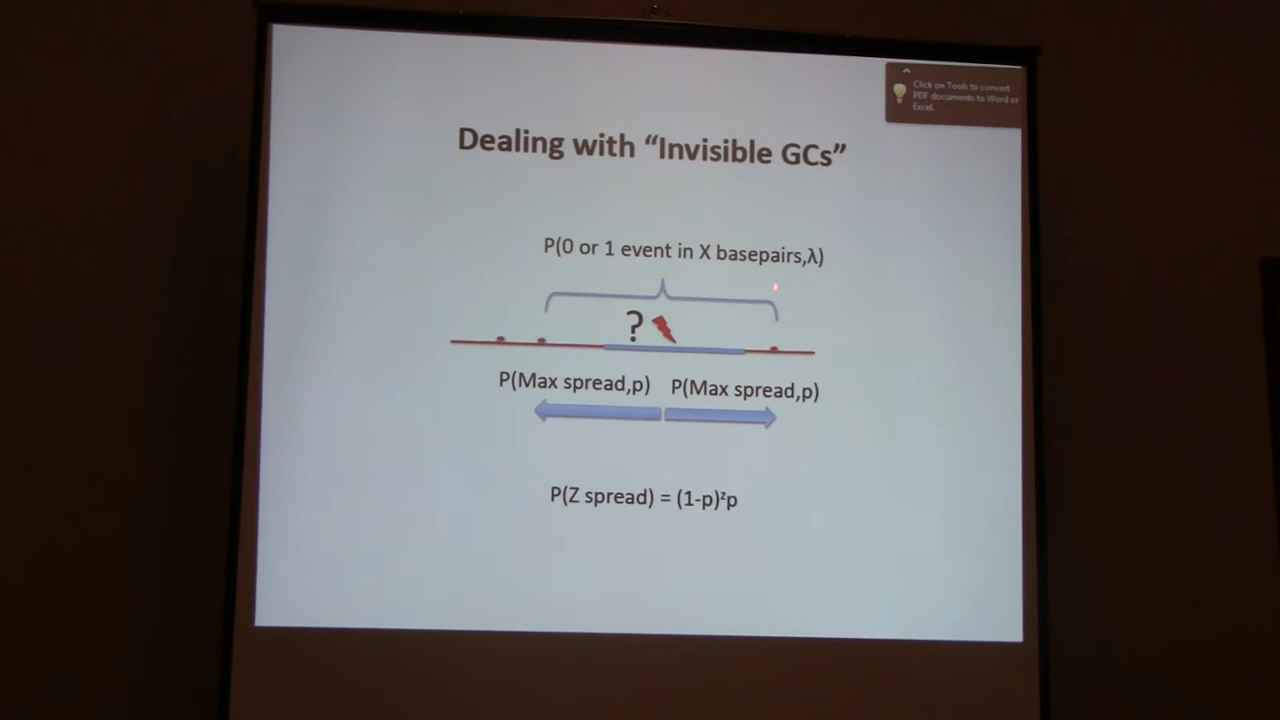 Click on Tools to convert
PDF documents to Word or
Excel.
Dealing with “Invisible GCs”
P(0 or 1 event in X basepairs,λ)
?
P(Max spread,p) P(Max spread,p)
P(Z spread) = (1-p)ᶻp